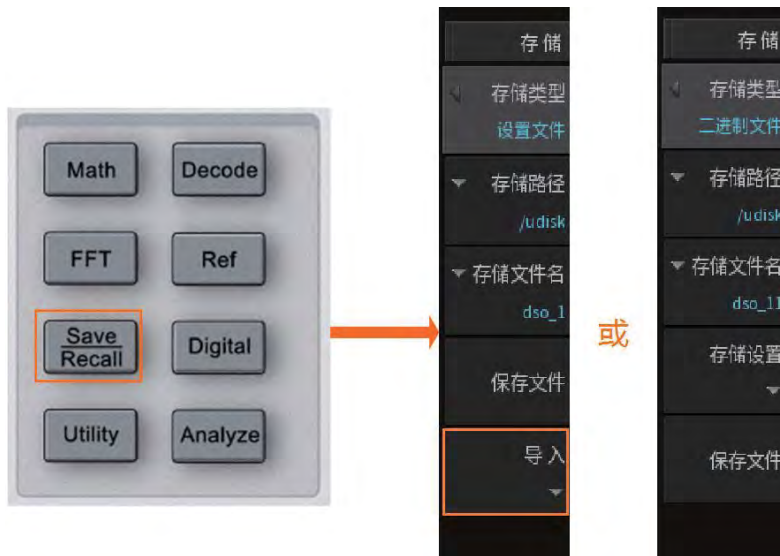 Math
Decode
FFT
Ref
Save
Recall
Digital
Utility
Analyze
存储
存储类型
设置文件
存储路径
/udisk
存储文件名
dso_1
保存文件
导入
或
存储
存储类型
二进制文件
存储路径
/udisk
存储文件名
dso_11
存储设置
保存文件